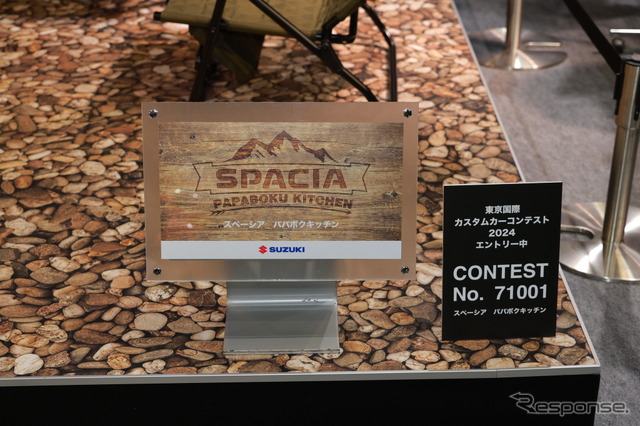 SPACIA
PAPABOKU KITCHEN
スペーシア パパボクキッチン
SUZUKI
東京国際
カスタムカーコンテスト
2024
エントリー中
CONTEST
No. 71001
スペーシア パパボクキッチン
Response.